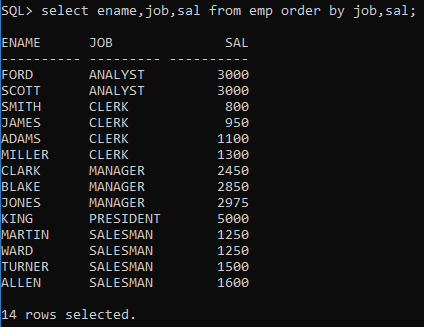 SQL> select ename,job,sal from emp order by job,sal;
ENAME      JOB              SAL
---------- --------- ----------
FORD       ANALYST         3000
SCOTT      ANALYST         3000
SMITH      CLERK            800
JAMES      CLERK            950
ADAMS      CLERK           1100
MILLER     CLERK           1300
CLARK      MANAGER         2450
BLAKE      MANAGER         2850
JONES      MANAGER         2975
KING       PRESIDENT       5000
MARTIN     SALESMAN        1250
WARD       SALESMAN        1250
TURNER     SALESMAN        1500
ALLEN      SALESMAN        1600
14 rows selected.